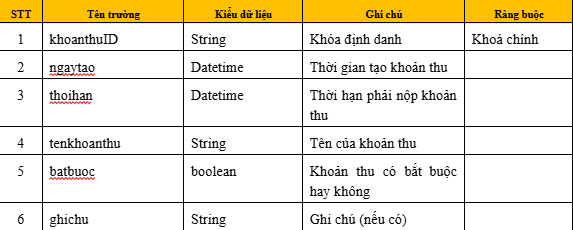 STT Tên trường Kiểu dữ liệu Ghi chú Ràng buộc
1 khoanthuID String Khóa định danh Khoá chính
2 ngaytao Datetime Thời gian tạo khoản thu
3 thoihan Datetime Thời hạn phải nộp khoản
thu
4 tenkhoanthu String Tên của khoản thu
5 batbuoc boolean Khoản thu có bắt buộc
hay không
6 ghichu String Ghi chú (nếu có)